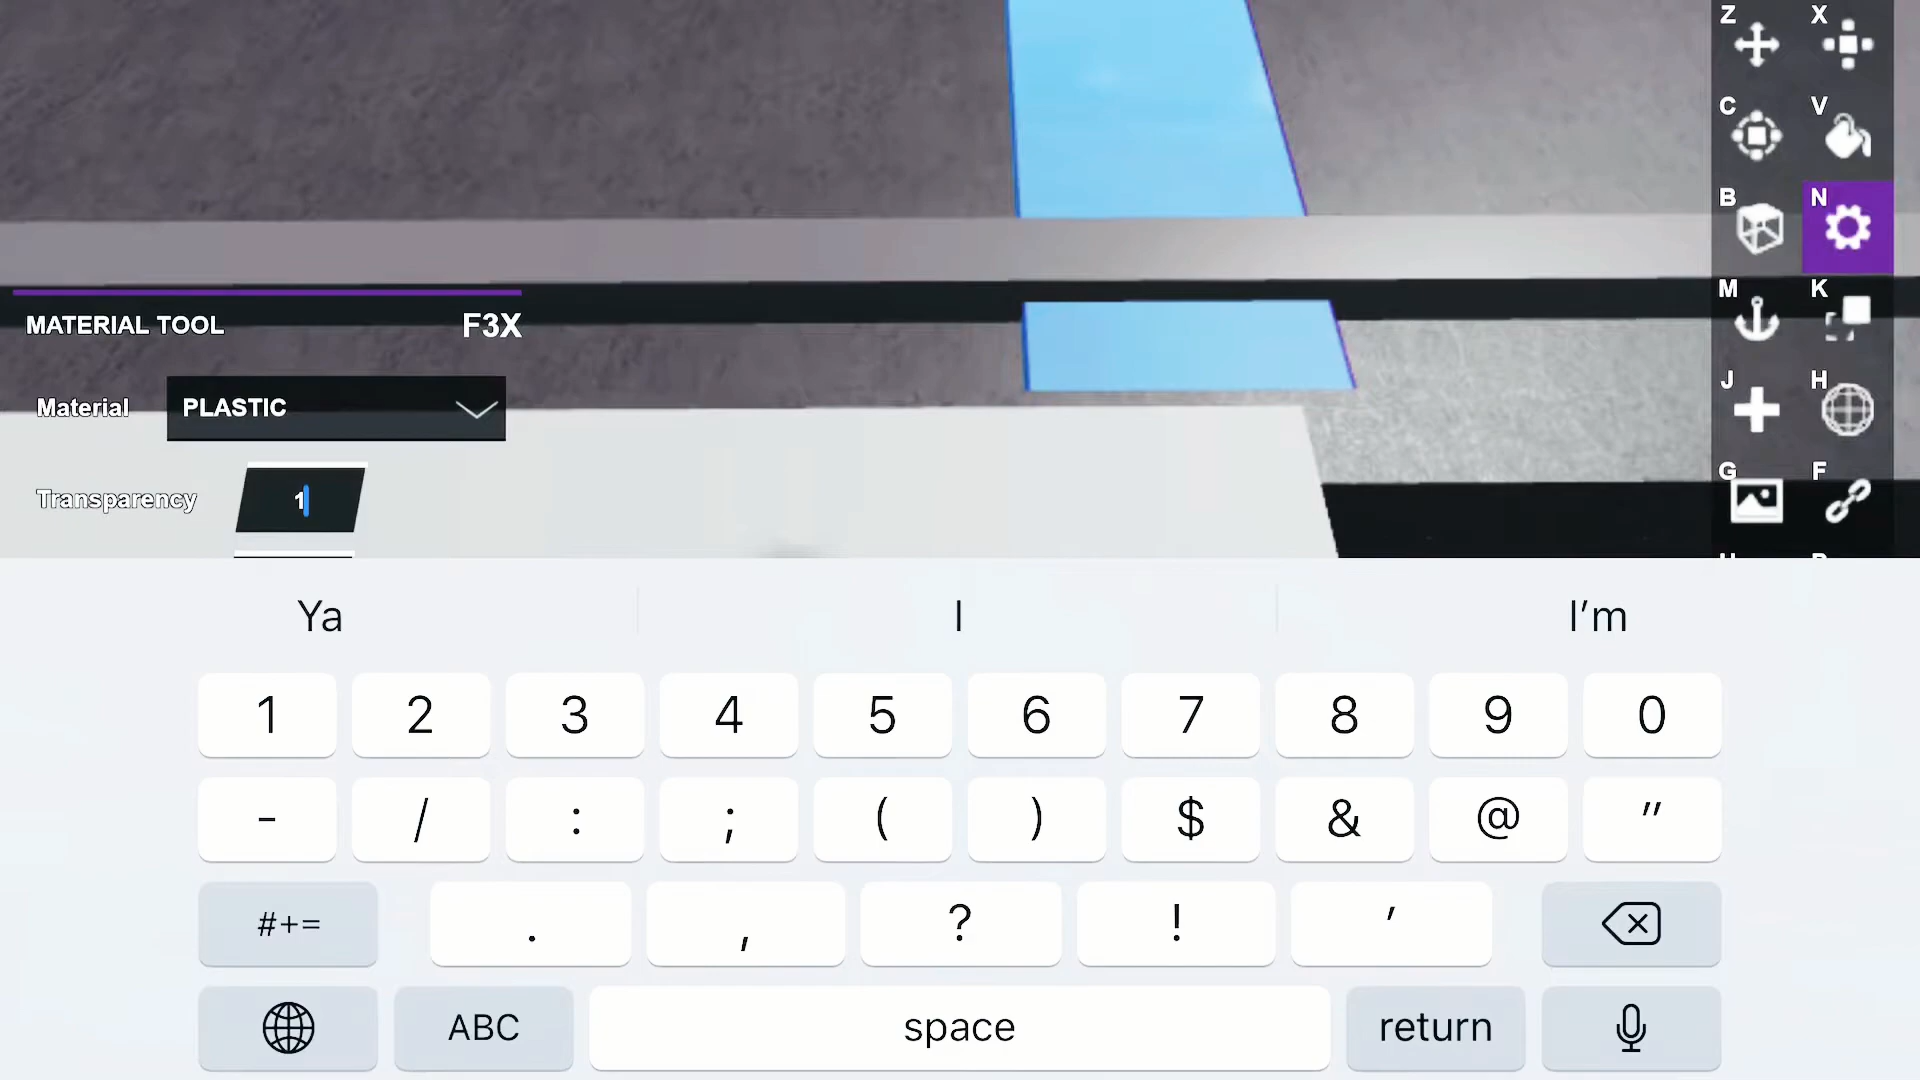 Z X
C V
B N
M K
MATERIAL TOOL F3X
Material PLASTIC
J H
Transparency 1
G F
Ya I I’m
1 2 3 4 5 6 7 8 9 0
- / : ; ( ) $ & @ "
#+= . , ? ! ’
ABC space return